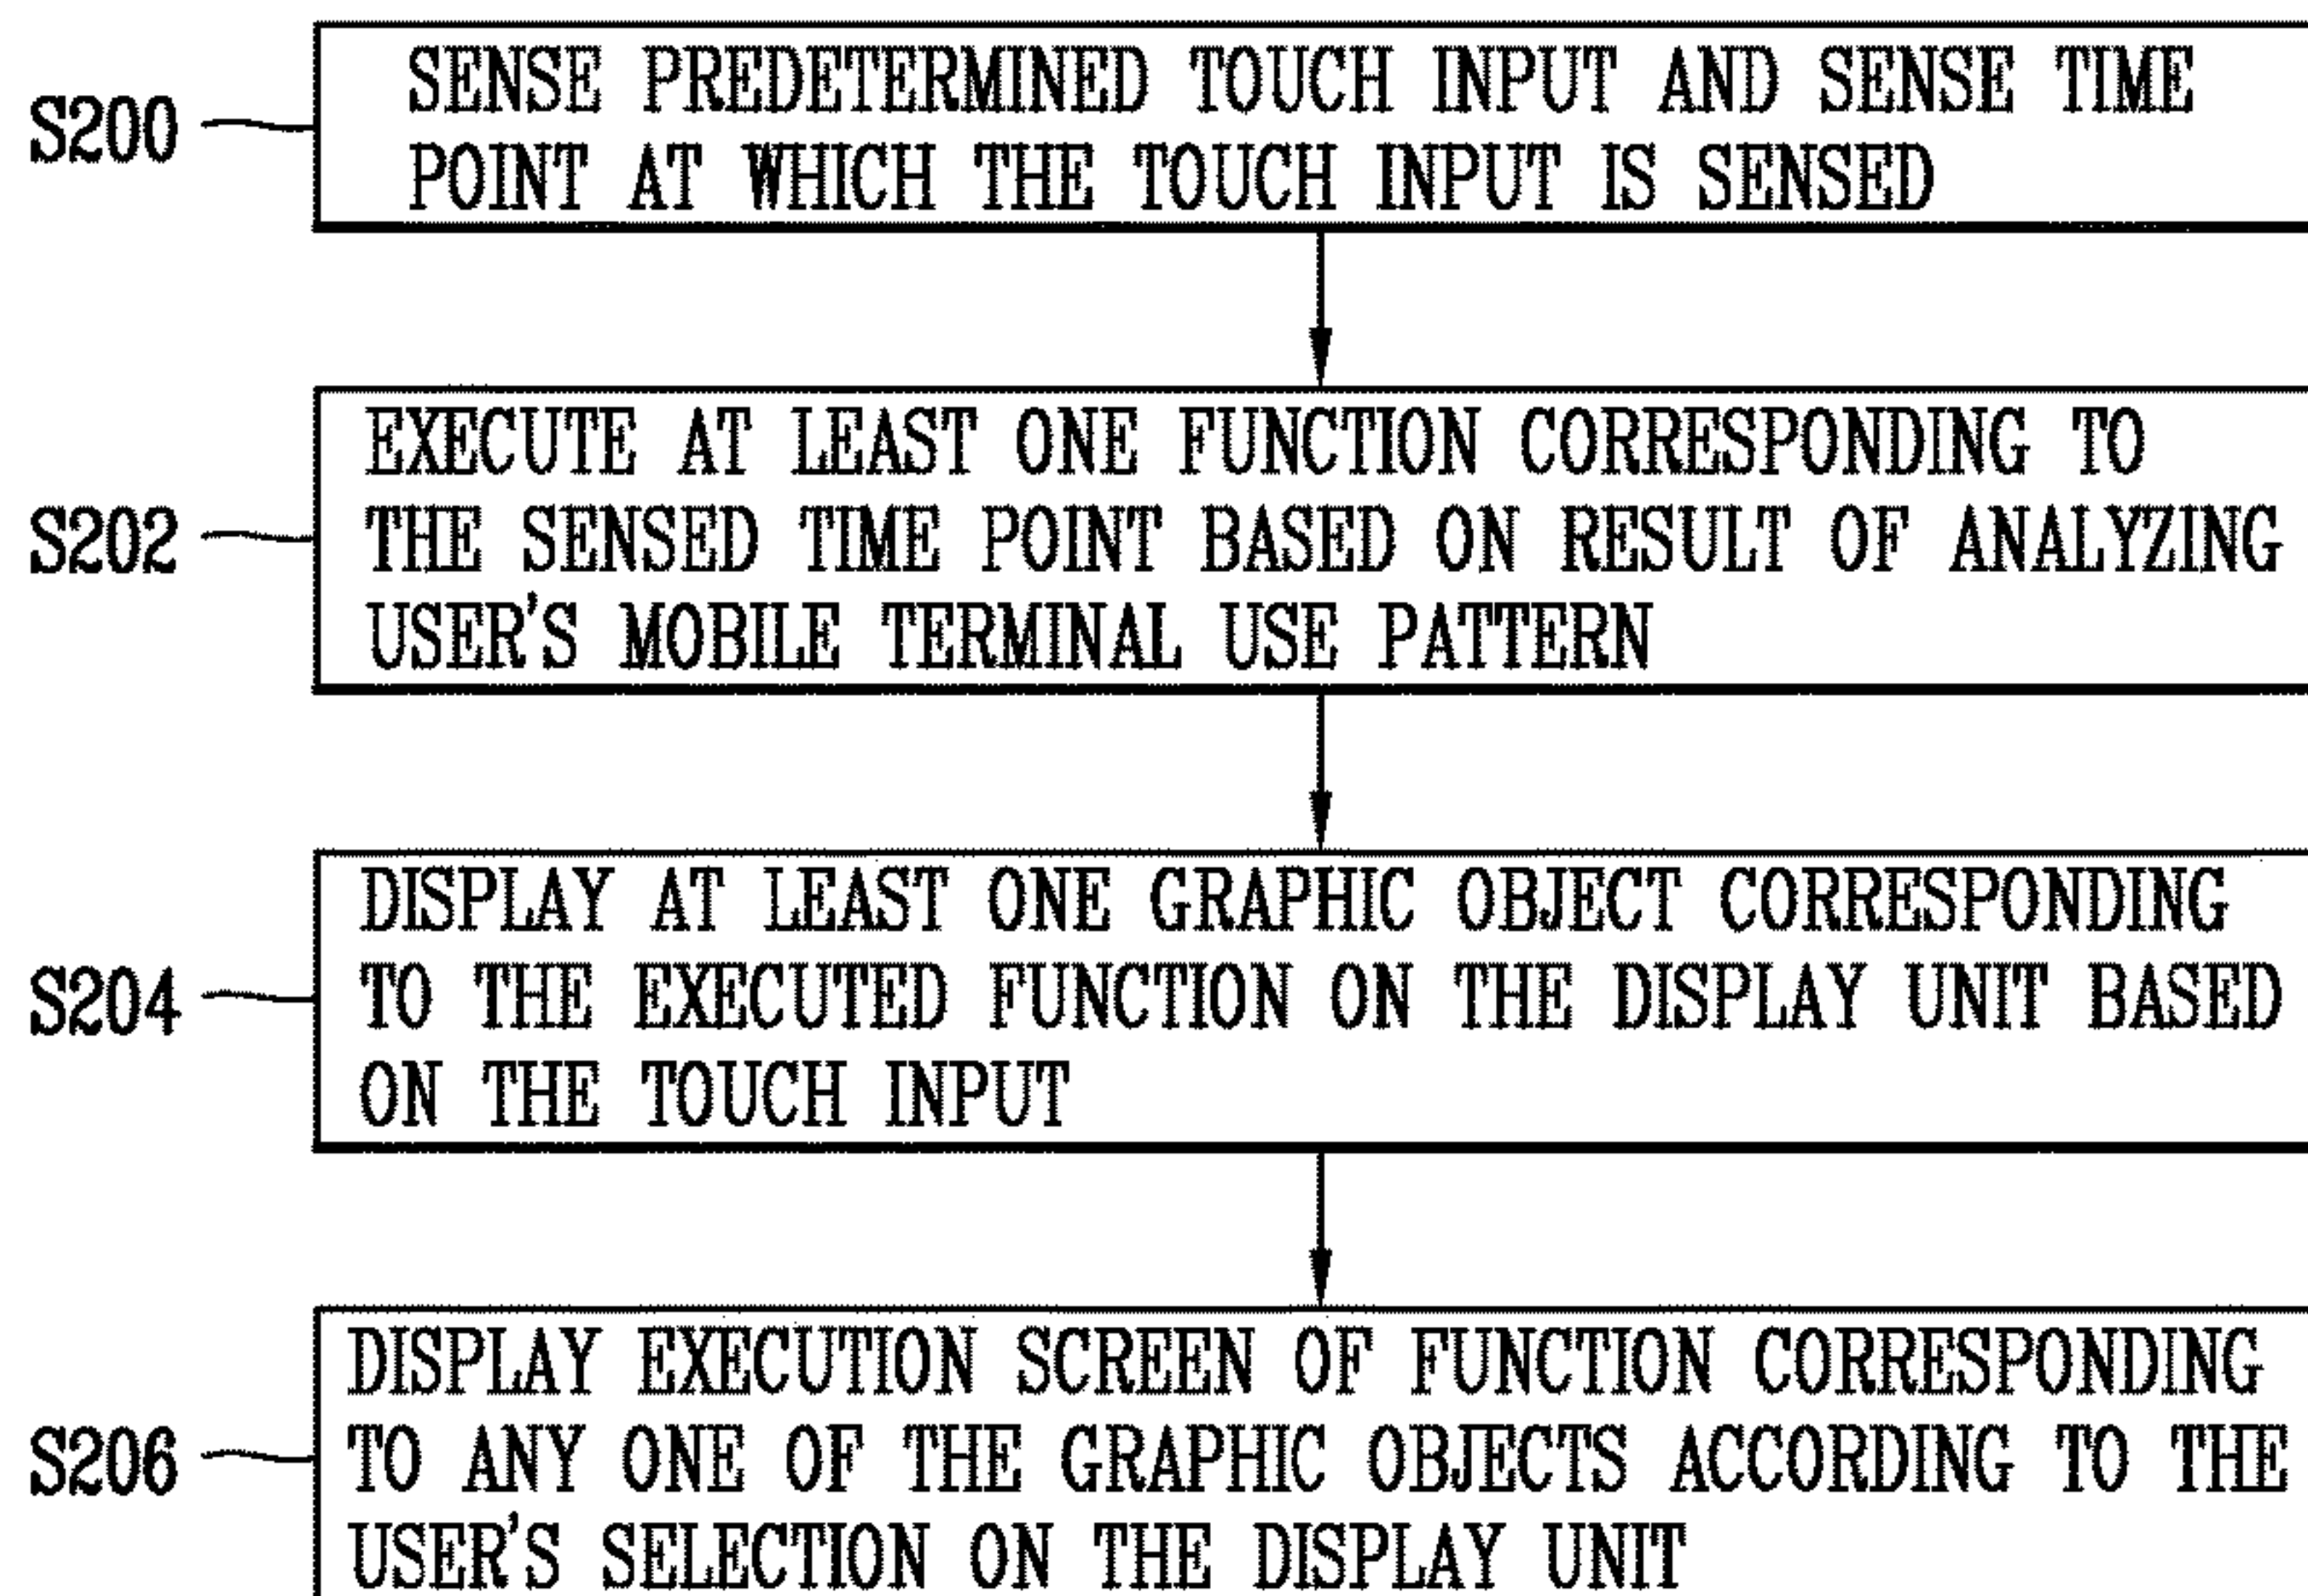 S200
SENSE PREDETERMINED TOUCH INPUT AND SENSE TIME
POINT AT WHICH THE TOUCH INPUT IS SENSED
S202
EXECUTE AT LEAST ONE FUNCTION CORRESPONDING TO
THE SENSED TIME POINT BASED ON RESULT OF ANALYZING
USER'S MOBILE TERMINAL USE PATTERN
S204
DISPLAY AT LEAST ONE GRAPHIC OBJECT CORRESPONDING
TO THE EXECUTED FUNCTION ON THE DISPLAY UNIT BASED
ON THE TOUCH INPUT
S206
DISPLAY EXECUTION SCREEN OF FUNCTION CORRESPONDING
TO ANY ONE OF THE GRAPHIC OBJECTS ACCORDING TO THE
USER'S SELECTION ON THE DISPLAY UNIT